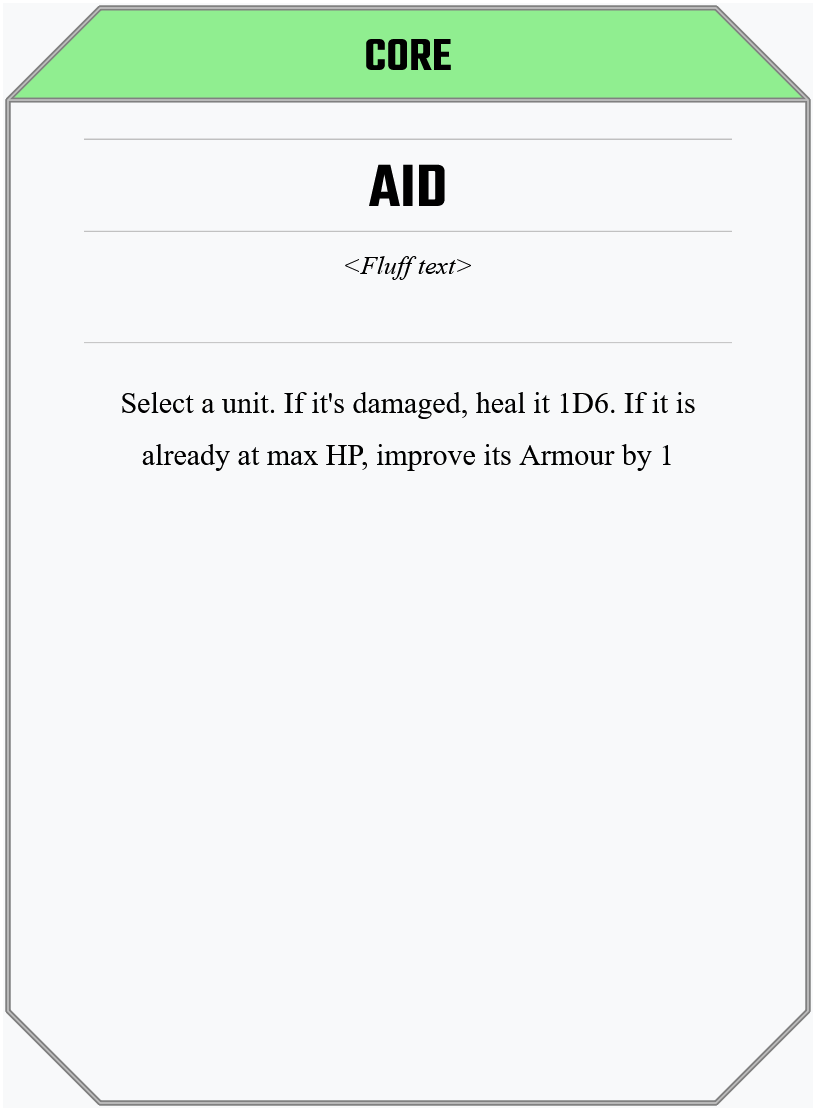 CORE
AID
<Fluff text>
Select a unit. If it's damaged, heal it 1D6. If it is
already at max HP, improve its Armour by 1